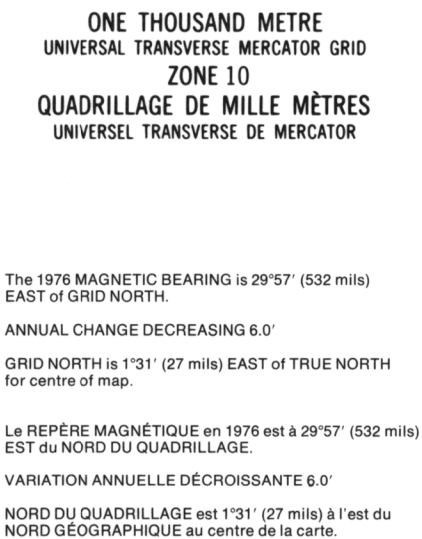 ONE THOUSAND METRE
UNIVERSAL TRANSVERSE MERCATOR GRID
ZONE 10
QUADRILLAGE DE MILLE MÈTRES
UNIVERSEL TRANSVERSE DE MERCATOR
The 1976 MAGNETIC BEARING is 29°57′ (532 mils)
EAST of GRID NORTH.
ANNUAL CHANGE DECREASING 6.0′
GRID NORTH is 1°31′ (27 mils) EAST of TRUE NORTH
for centre of map.
Le REPÈRE MAGNÉTIQUE en 1976 est à 29°57′ (532 mils)
EST du NORD DU QUADRILLAGE.
VARIATION ANNUELLE DÉCROISSANTE 6.0′
NORD DU QUADRILLAGE est 1°31′ (27 mils) à l'est du
NORD GÉOGRAPHIQUE au centre de la carte.